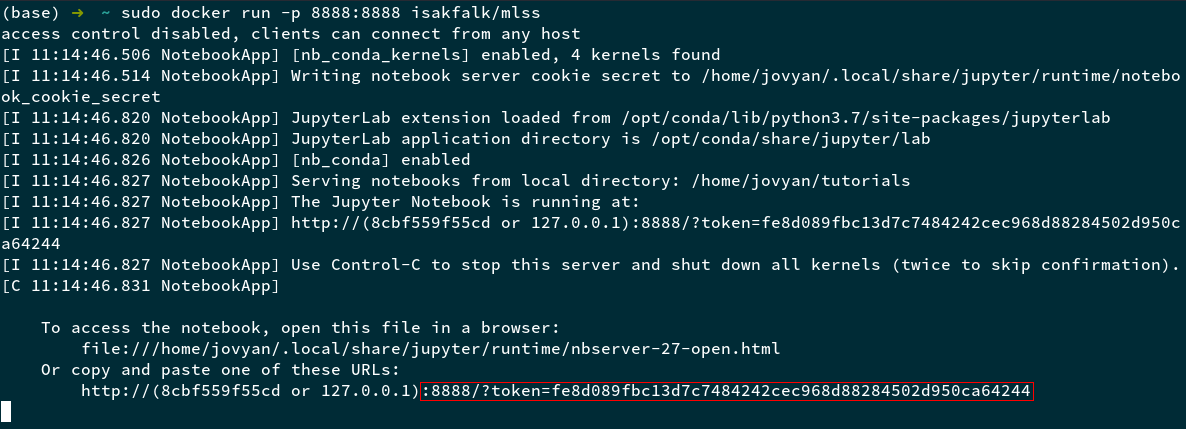 (base) → ~ sudo docker run -p 8888:8888 isakfalk/mlss
access control disabled, clients can connect from any host
[I 11:14:46.506 NotebookApp] [nb_conda_kernels] enabled, 4 kernels found
[I 11:14:46.514 NotebookApp] Writing notebook server cookie secret to /home/jovyan/.local/share/jupyter/runtime/notebo
ok_cookie_secret
[I 11:14:46.820 NotebookApp] JupyterLab extension loaded from /opt/conda/lib/python3.7/site-packages/jupyterlab
[I 11:14:46.820 NotebookApp] JupyterLab application directory is /opt/conda/share/jupyter/lab
[I 11:14:46.826 NotebookApp] [nb_conda] enabled
[I 11:14:46.827 NotebookApp] Serving notebooks from local directory: /home/jovyan/tutorials
[I 11:14:46.827 NotebookApp] The Jupyter Notebook is running at:
[I 11:14:46.827 NotebookApp] http://(8cbf559f55cd or 127.0.0.1):8888/?token=fe8d089fbc13d7c7484242cec968d88284502d950c
a64244
[I 11:14:46.827 NotebookApp] Use Control-C to stop this server and shut down all kernels (twice to skip confirmation).
[C 11:14:46.831 NotebookApp]
To access the notebook, open this file in a browser:
file:///home/jovyan/.local/share/jupyter/runtime/nbserver-27-open.html
Or copy and paste one of these URLs:
http://(8cbf559f55cd or 127.0.0.1):8888/?token=fe8d089fbc13d7c7484242cec968d88284502d950ca64244